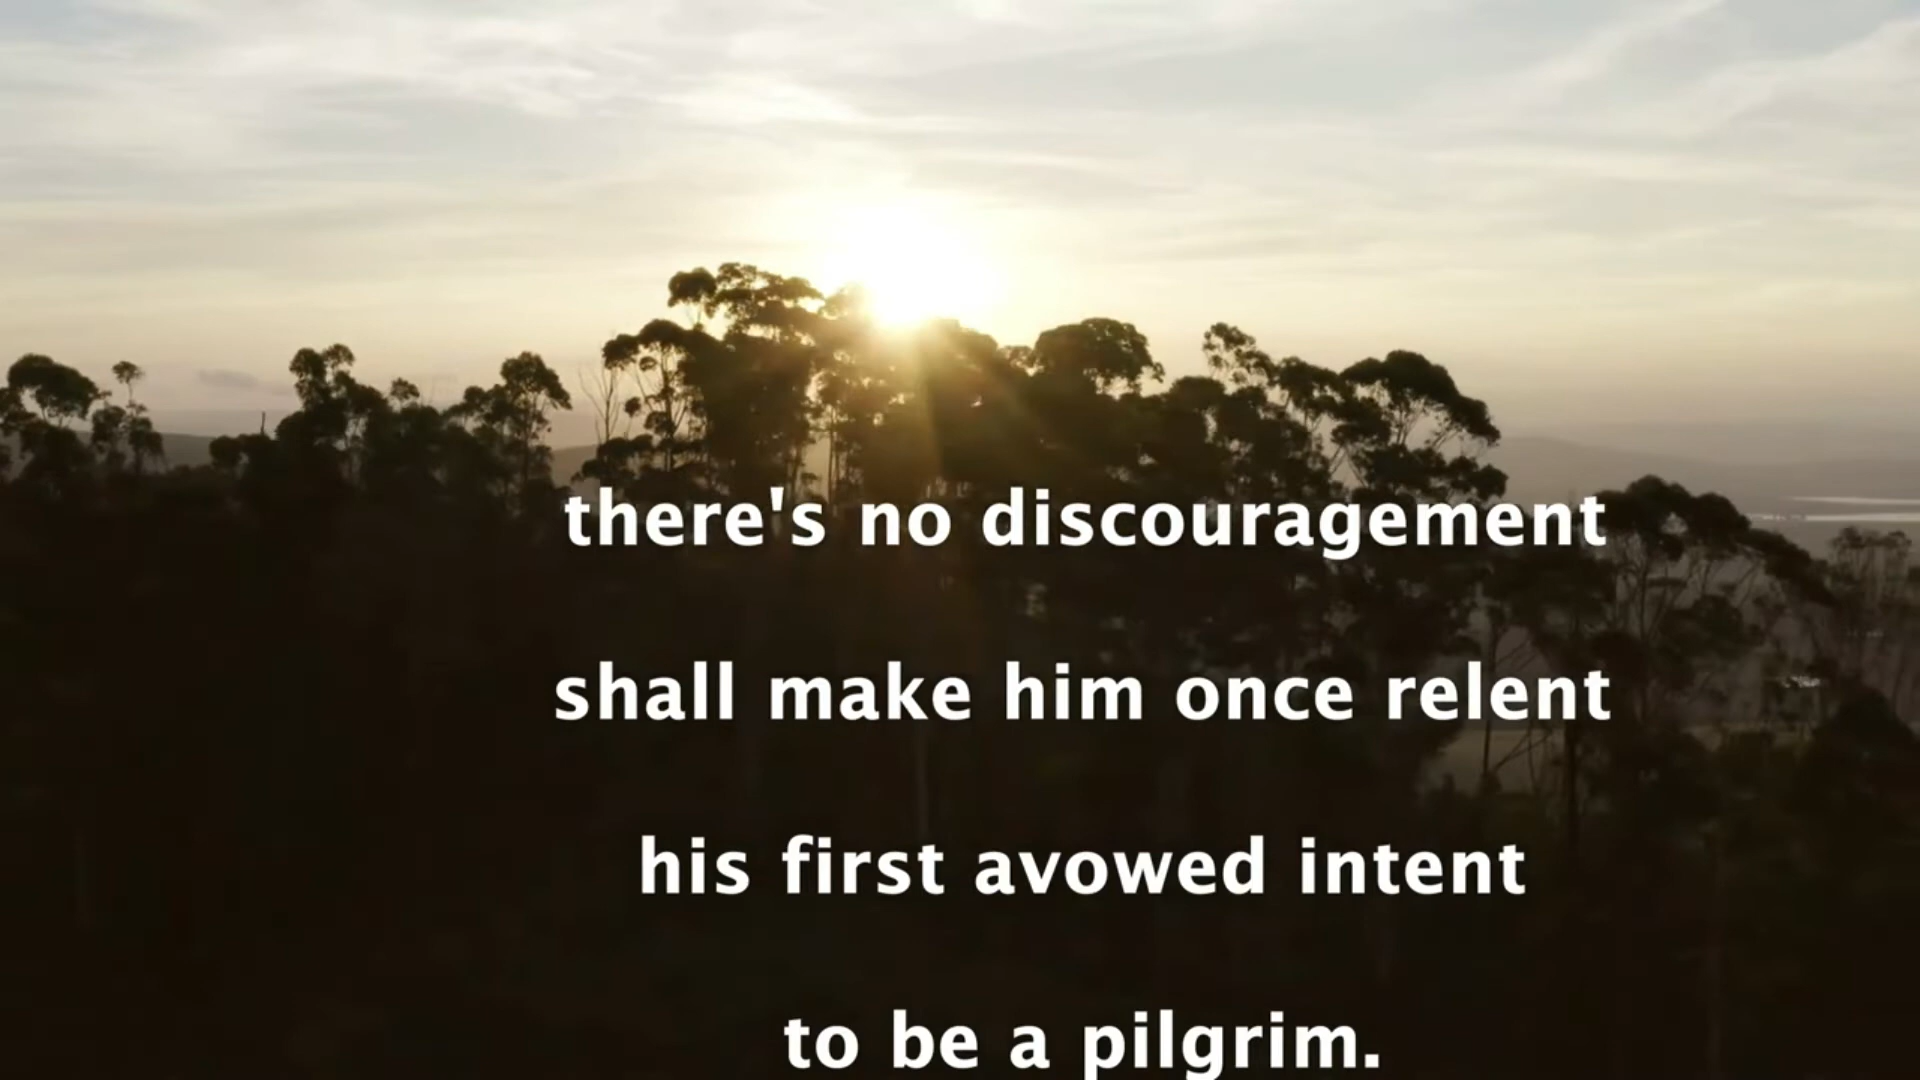 there's no discouragement
shall make him once relent
his first avowed intent
to be a pilgrim.